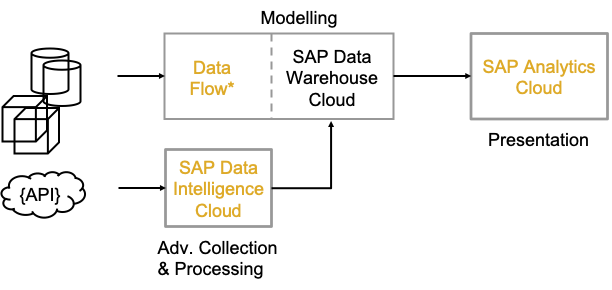 Modelling
Data
Flow*
SAP Data
Warehouse
Cloud
SAP Analytics
Cloud
Presentation
{API}
SAP Data
Intelligence
Cloud
Adv. Collection
& Processing